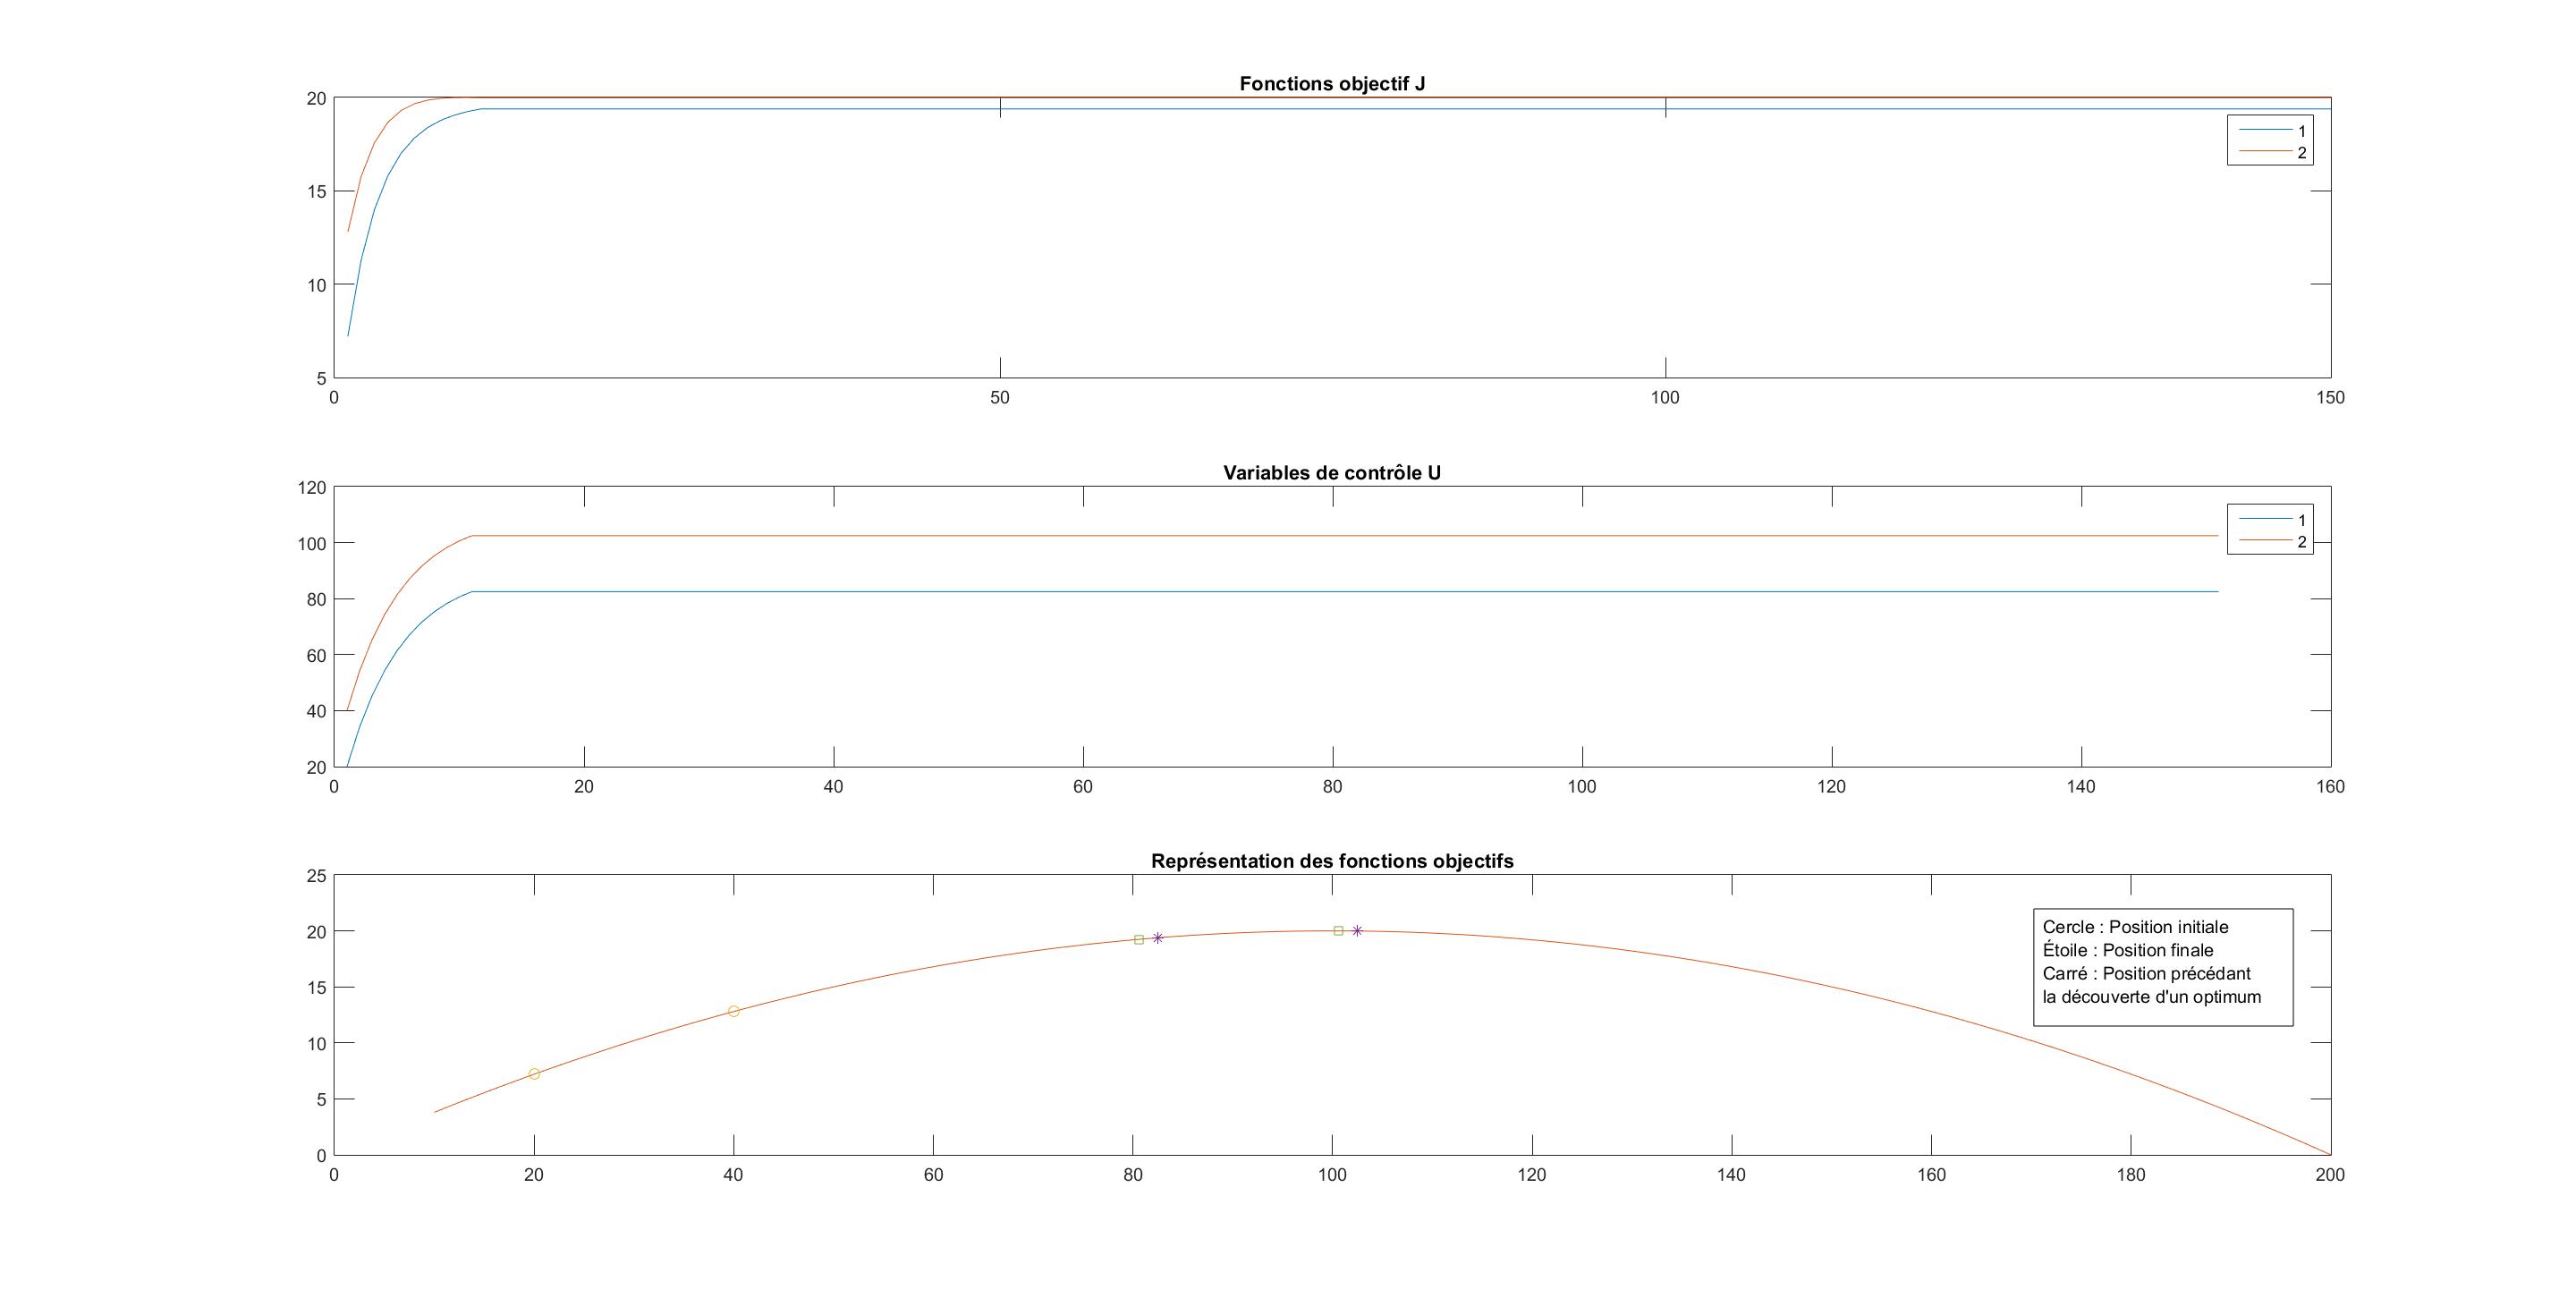 Fonctions objectif J
20
15
10
5
0 50 100 150
1
2
Variables de contrôle U
120
100
80
60
40
20
0 20 40 60 80 100 120 140 160
1
2
Représentation des fonctions objectifs
25
20
15
10
5
0
0 20 40 60 80 100 120 140 160 180 200
Cercle : Position initiale
Étoile : Position finale
Carré : Position précédant
la découverte d'un optimum